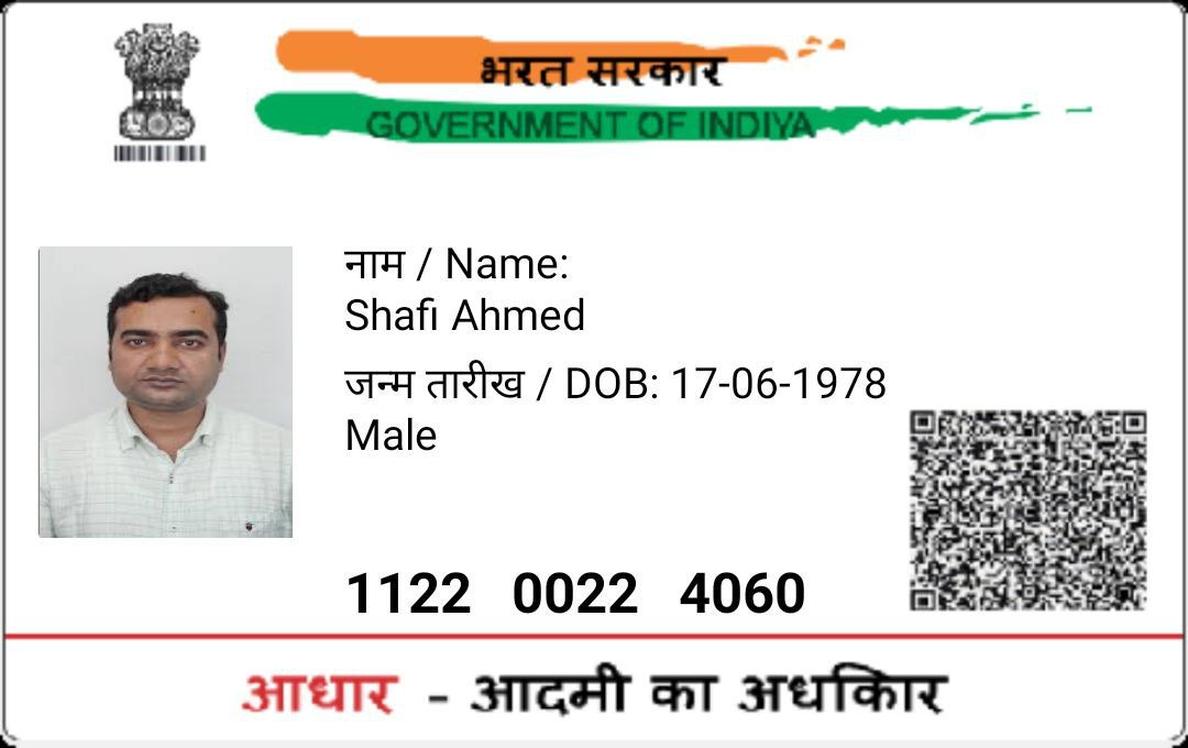 भरत सरकार
GOVERNMENT OF INDIYA
नाम / Name:
Shafi Ahmed
जन्म तारीख / DOB: 17-06-1978
Male
1122 0022 4060
आधार - आदमी का अधकिार